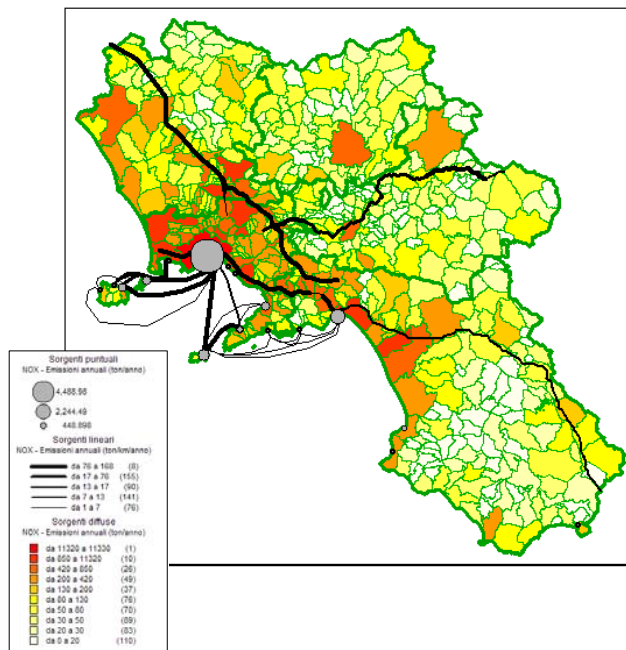 Sorgenti puntuali
NOX - Emissioni annuali (ton/anno)
4,488.98
2,244.49
448.898
Sorgenti lineari
NOX - Emissioni annuali (ton/km/anno)
da 76 a 168 (8)
da 17 a 76 (155)
da 13 a 17 (90)
da 7 a 13 (141)
da 1 a 7 (76)
Sorgenti diffuse
NOX - Emissioni annuali (ton/anno)
da 11320 a 11330 (1)
da 850 a 11320 (10)
da 420 a 850 (26)
da 200 a 420 (49)
da 130 a 200 (37)
da 80 a 130 (76)
da 50 a 80 (70)
da 30 a 50 (89)
da 20 a 30 (83)
da 0 a 20 (110)